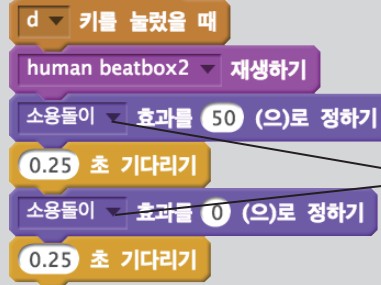 d 키를 눌렀을 때
human beatbox2 재생하기
소용돌이 효과를 50 (으)로 정하기
0.25 초 기다리기
소용돌이 효과를 0 (으)로 정하기
0.25 초 기다리기